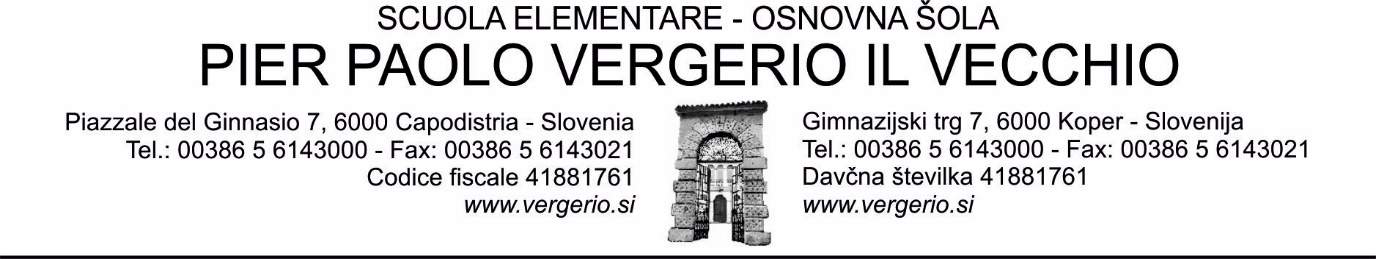 SCUOLA ELEMENTARE - OSNOVNA ŠOLA
PIER PAOLO VERGERIO IL VECCHIO
Piazzale del Ginnasio 7, 6000 Capodistria - Slovenia
Tel.: 00386 5 6143000 - Fax: 00386 5 6143021
Codice fiscale 41881761
www.vergerio.si
Gimnazijski trg 7, 6000 Koper - Slovenija
Tel.: 00386 5 6143000 - Fax: 00386 5 6143021
Davčna številka 41881761
www.vergerio.si